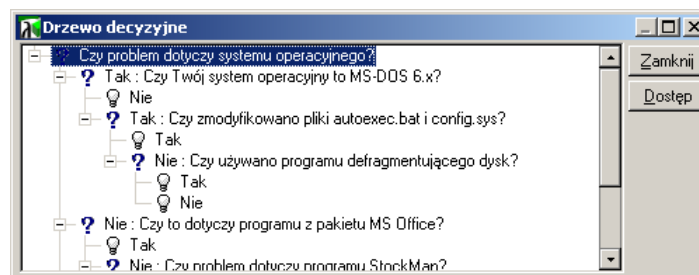 Drzewo decyzyjne
Czy problem dotyczy systemu operacyjnego?
Tak : Czy Twój system operacyjny to MS-DOS 6.x?
Nie
Tak : Czy zmodyfikowano pliki autoexec.bat i config.sys?
Tak
Nie : Czy używano programu defragmentującego dysk?
Tak
Nie
Nie : Czy to dotyczy programu z pakietu MS Office?
Tak
Nie : Czy problem dotyczy programu StockMan?
Zamknij
Dostęp